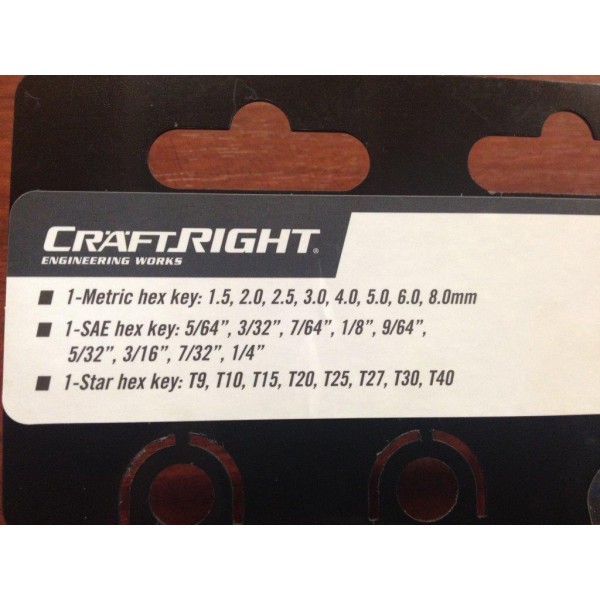 CRAFTRIGHT®
ENGINEERING WORKS
■ 1-Metric hex key: 1.5, 2.0, 2.5, 3.0, 4.0, 5.0, 6.0, 8.0mm
■ 1-SAE hex key: 5/64”, 3/32”, 7/64”, 1/8”, 9/64”,
5/32”, 3/16”, 7/32”, 1/4”
■ 1-Star hex key: T9, T10, T15, T20, T25, T27, T30, T40